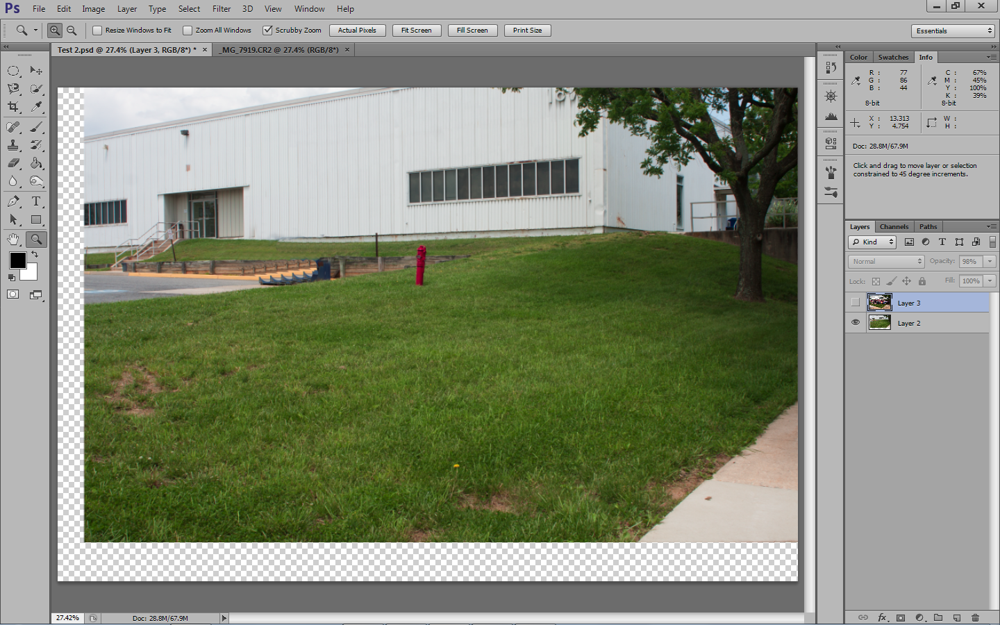 Ps File Edit Image Layer Type Select Filter 3D View Window Help
Resize Windows to Fit Zoom All Windows Scrubby Zoom Actual Pixels Fit Screen Fill Screen Print Size Essentials
Test 2.psd @ 27.4% (Layer 3, RGB/8*) * × _MG_7919.CR2 @ 27.4% (RGB/8*) ×
Color Swatches Info
R : 77 C : 67%
G : 86 M : 45%
B : 44 Y : 100%
K : 39%
8-bit 8-bit
X : 13.313 W :
Y : 4.754 H :
Doc: 28.8M/67.9M
Click and drag to move layer or selection
constrained to 45 degree increments.
Layers Channels Paths
Kind
Normal Opacity: 98%
Lock: Fill: 100%
Layer 3
Layer 2
27.42% Doc: 28.8M/67.9M